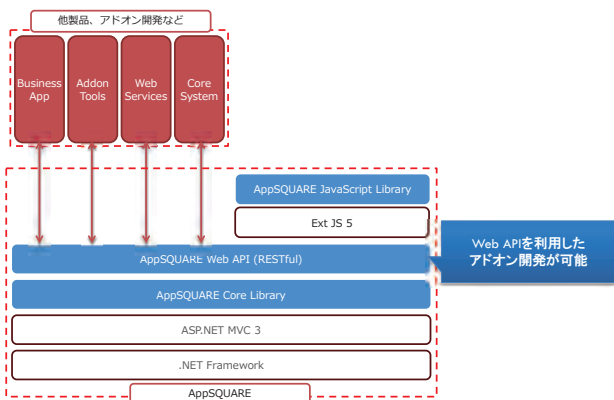 他製品、アドオン開発など
Business
App
Addon
Tools
Web
Services
Core
System
AppSQUARE JavaScript Library
Ext JS 5
Web APIを利用した
アドオン開発が可能
AppSQUARE Web API (RESTful)
AppSQUARE Core Library
ASP.NET MVC 3
.NET Framework
AppSQUARE